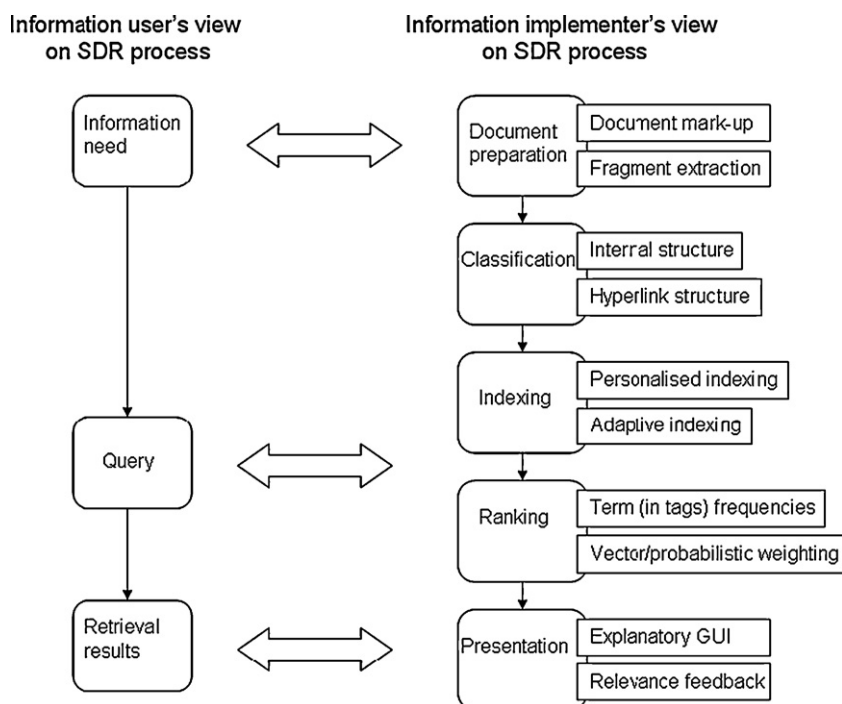 Information user's view
on SDR process
Information implementer's view
on SDR process
Information
need
Document
preparation
Document mark-up
Fragment extraction
Classification
Internal structure
Hyperlink structure
Indexing
Personalised indexing
Adaptive indexing
Query
Ranking
Term (in tags) frequencies
Vector/probabilistic weighting
Retrieval
results
Presentation
Explanatory GUI
Relevance feedback